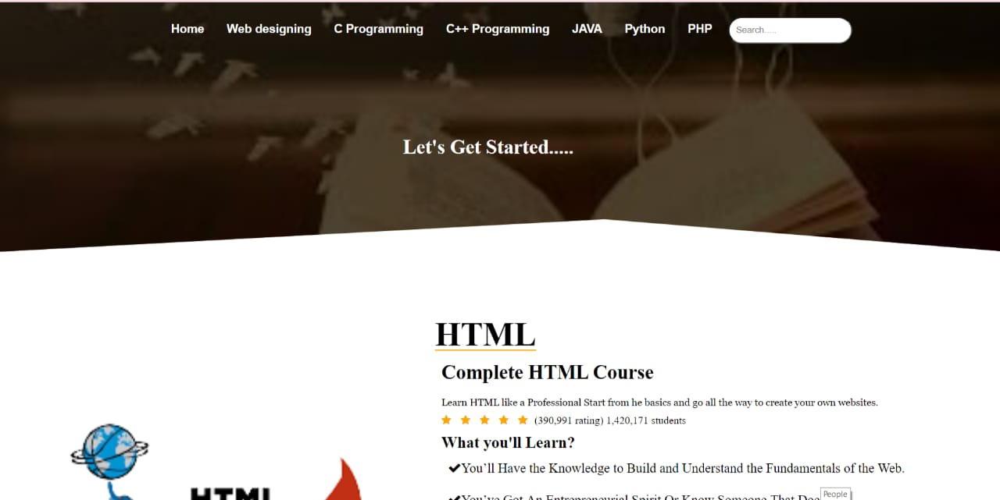 Home Web designing C Programming C++ Programming JAVA Python PHP Search.....
Let's Get Started.....
HTML
Complete HTML Course
Learn HTML like a Professional Start from he basics and go all the way to create your own websites.
(390,991 rating) 1,420,171 students
What you'll Learn?
You’ll Have the Knowledge to Build and Understand the Fundamentals of the Web.
HTML
You’ve Got An Entrepreneurial Spirit Or Know Someone That Doe
People